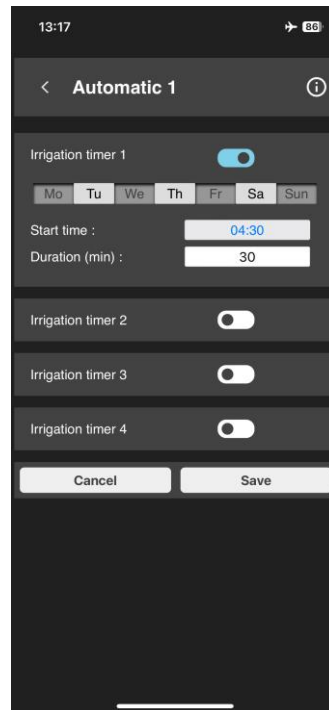 13:17 86
Automatic 1
Irrigation timer 1
Mo Tu We Th Fr Sa Sun
Start time : 04:30
Duration (min) : 30
Irrigation timer 2
Irrigation timer 3
Irrigation timer 4
Cancel Save